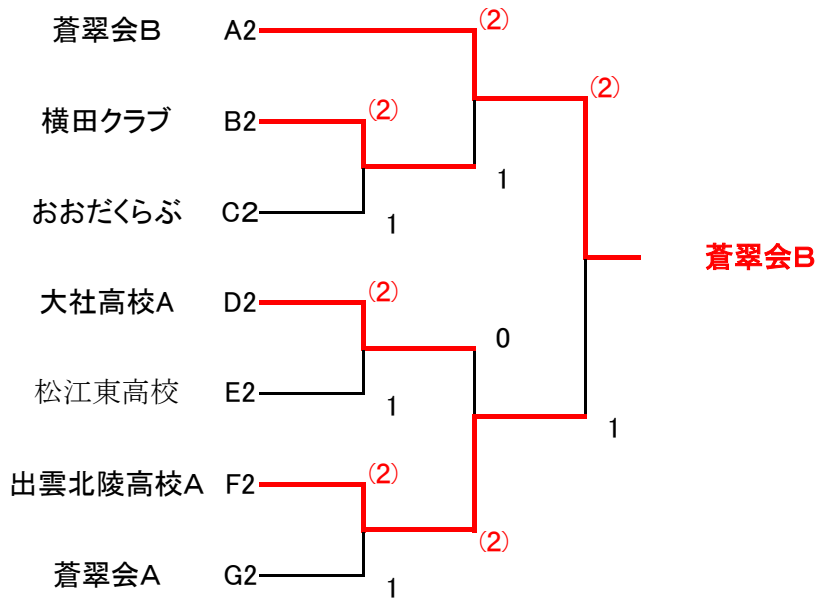 蒼翠会B A2 (2)
(2)
横田クラブ B2 (2)
1
おおだくらぶ C2 1
蒼翠会B
大社高校A D2 (2)
0
松江東高校 E2 1
1
出雲北陵高校A F2 (2)
(2)
蒼翠会A G2 1